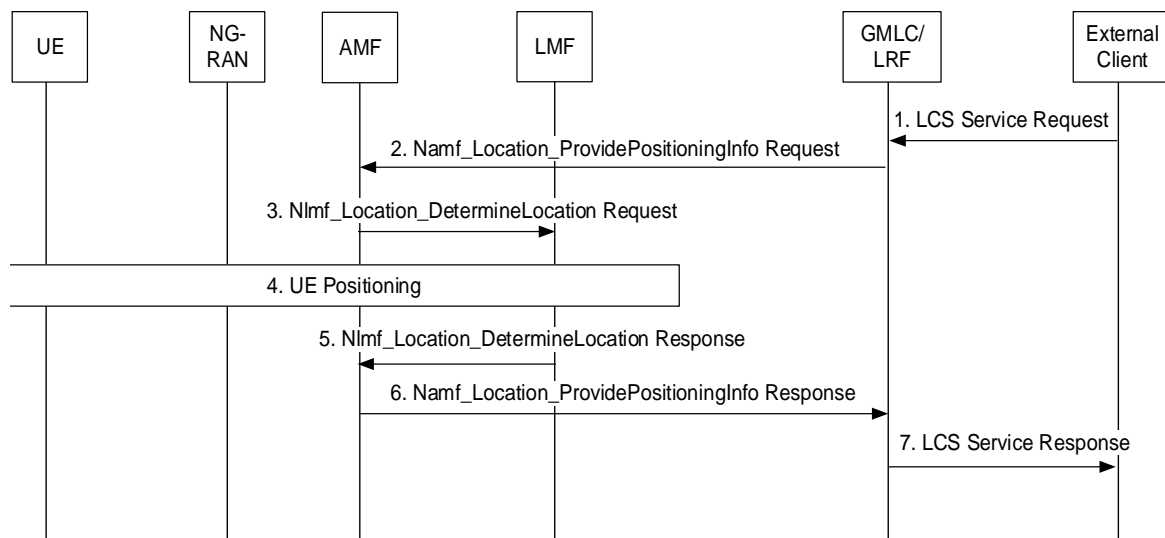 UE
NG-
RAN
AMF
LMF
GMLC/
LRF
External
Client
1. LCS Service Request
2. Namf_Location_ProvidePositioningInfo Request
3. Nlmf_Location_DetermineLocation Request
4. UE Positioning
5. Nlmf_Location_DetermineLocation Response
6. Namf_Location_ProvidePositioningInfo Response
7. LCS Service Response